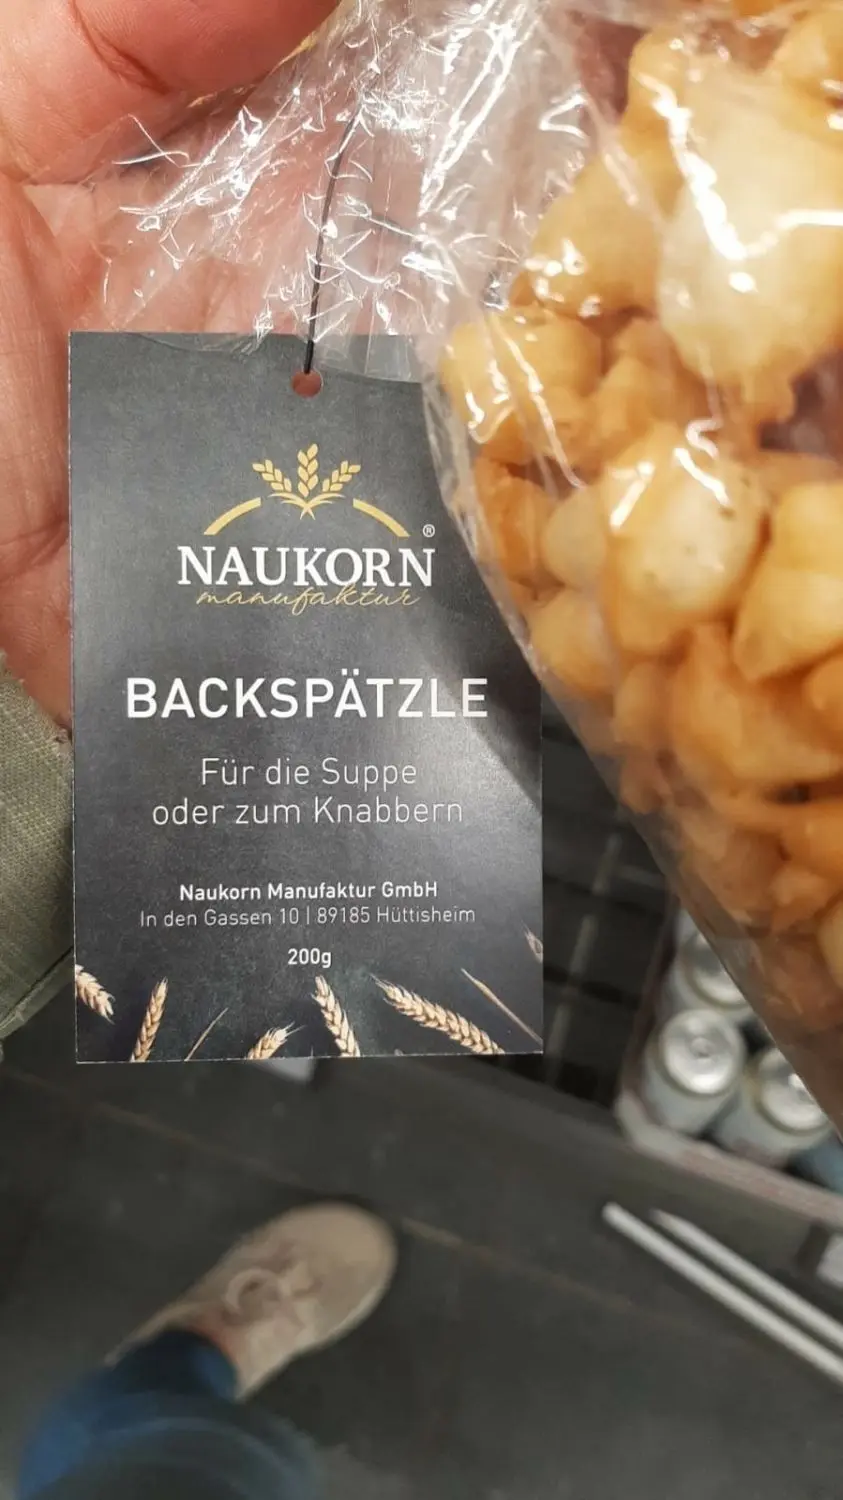 NAUKORN®
manufaktur
BACKSPÄTZLE
Für die Suppe
oder zum Knabbern
Naukorn Manufaktur GmbH
In den Gassen 10 | 89185 Hüttisheim
200g